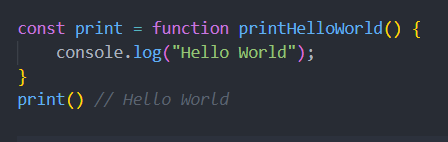 const print = function printHelloWorld() {
    console.log("Hello World");
}
print() // Hello World